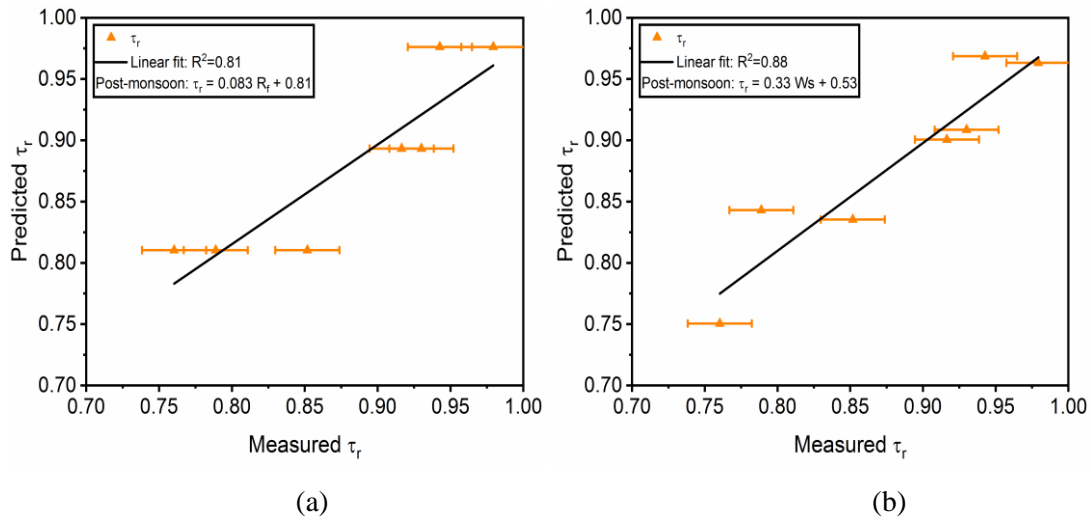 1.00
0.95
0.90
0.85
0.80
0.75
0.70
Predicted τr
τr
Linear fit: R²=0.81
Post-monsoon: τr = 0.083 Rf + 0.81
0.70 0.75 0.80 0.85 0.90 0.95 1.00
Measured τr
(a)
1.00
0.95
0.90
0.85
0.80
0.75
0.70
Predicted τr
τr
Linear fit: R²=0.88
Post-monsoon: τr = 0.33 Ws + 0.53
0.70 0.75 0.80 0.85 0.90 0.95 1.00
Measured τr
(b)